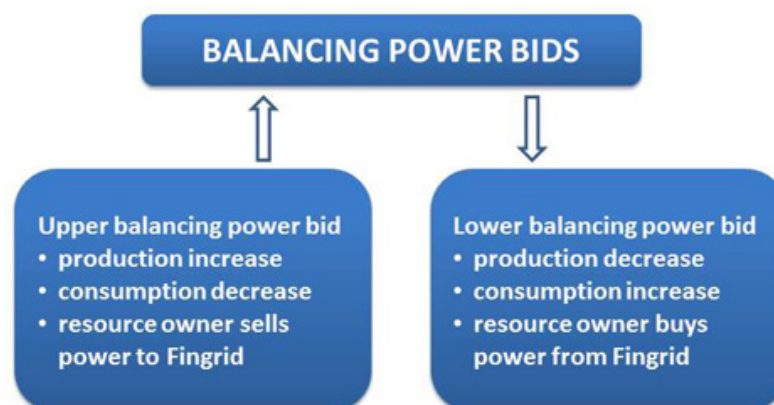 BALANCING POWER BIDS
Upper balancing power bid
• production increase
• consumption decrease
• resource owner sells
power to Fingrid
Lower balancing power bid
• production decrease
• consumption increase
• resource owner buys
power from Fingrid